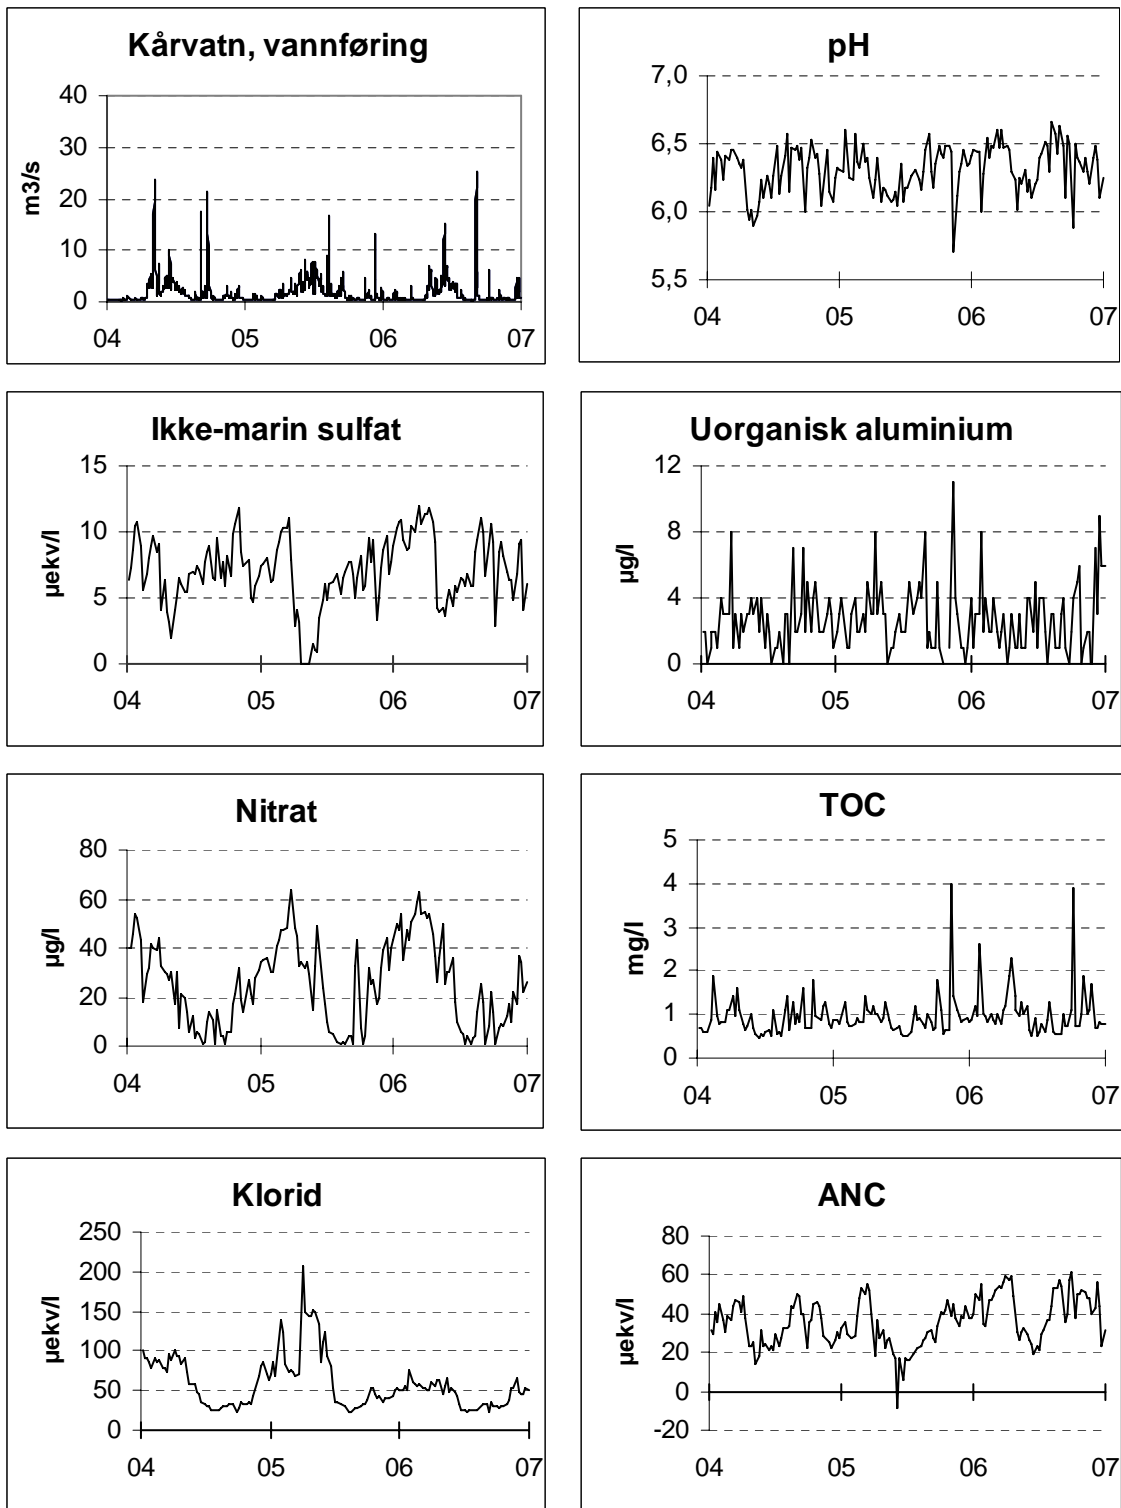 Kårvatn, vannføring
m3/s
40
30
20
10
0
04 05 06 07
pH
7,0
6,5
6,0
5,5
04 05 06 07
Ikke-marin sulfat
µekv/l
15
10
5
0
04 05 06 07
Uorganisk aluminium
µg/l
12
8
4
0
04 05 06 07
Nitrat
µg/l
80
60
40
20
0
04 05 06 07
TOC
mg/l
5
4
3
2
1
0
04 05 06 07
Klorid
µekv/l
250
200
150
100
50
0
04 05 06 07
ANC
µekv/l
80
60
40
20
0
-20
04 05 06 07